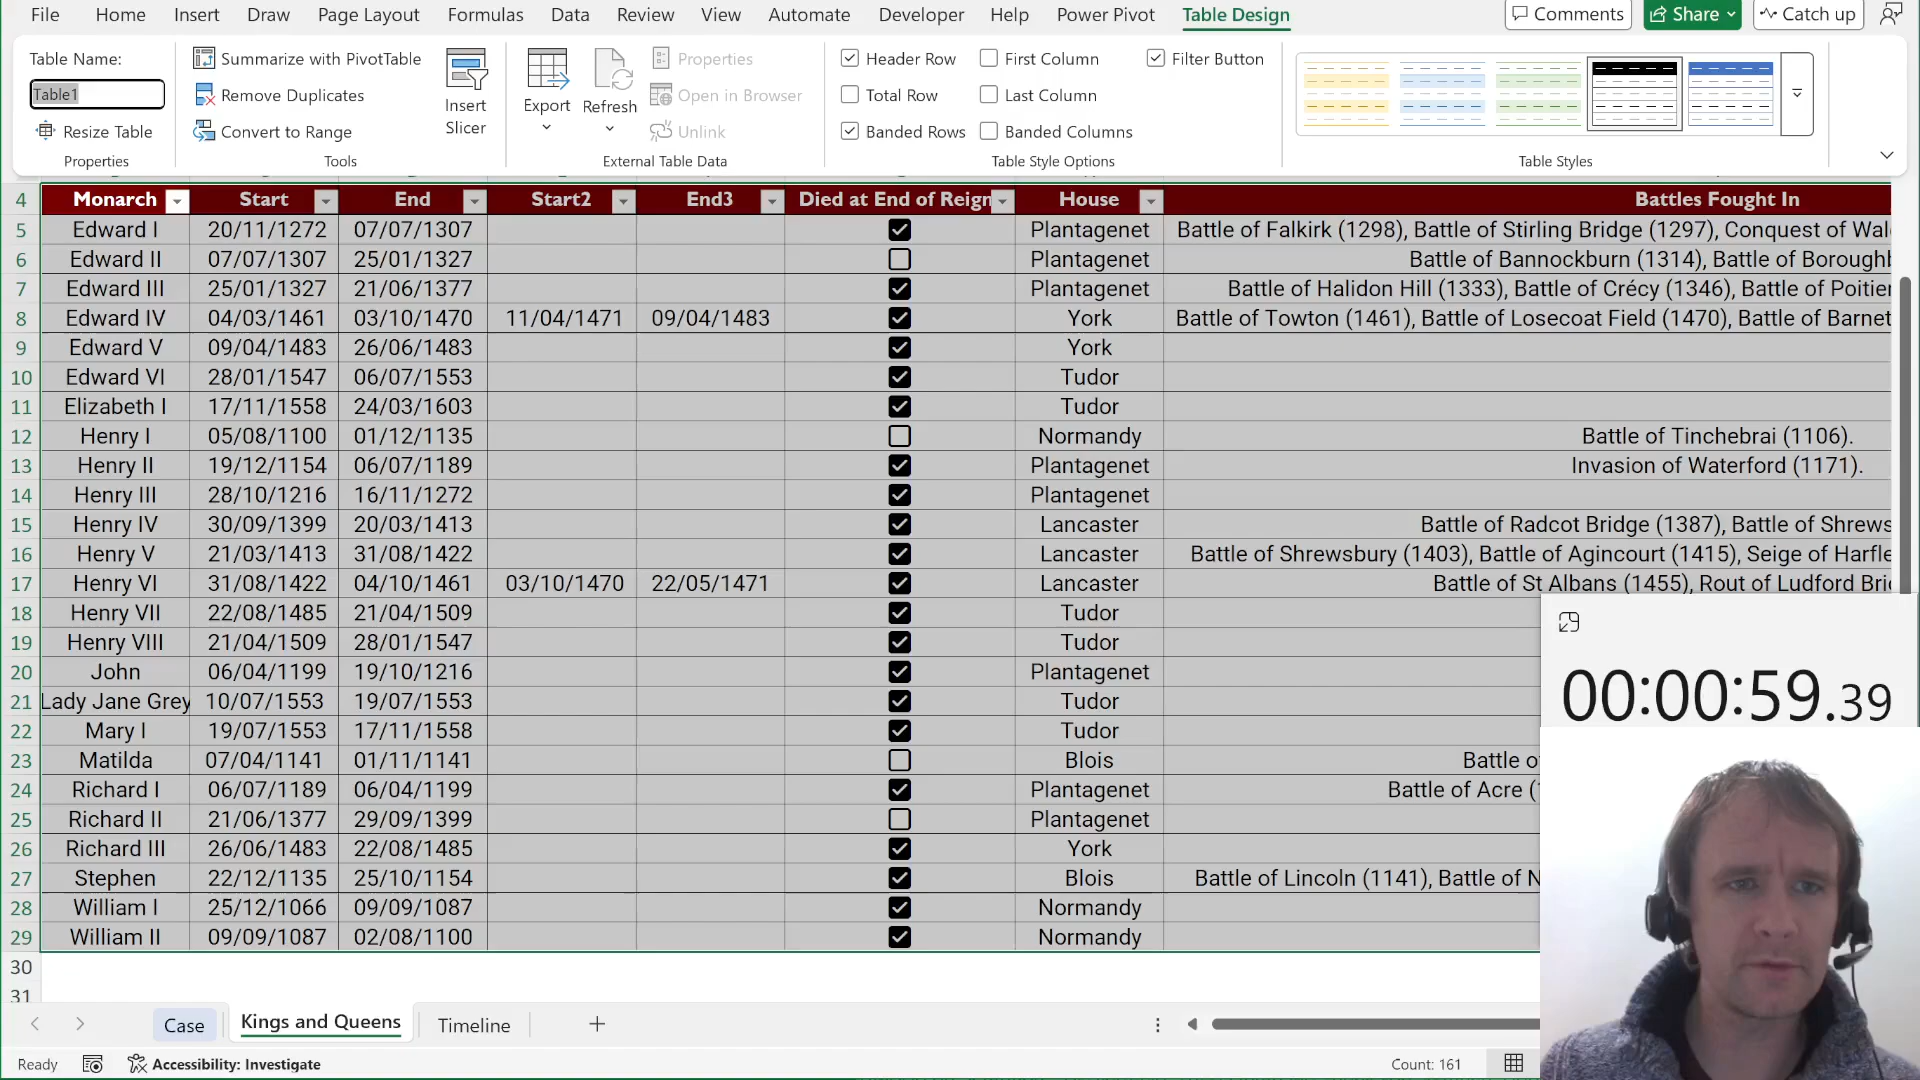 File Home Insert Draw Page Layout Formulas Data Review View Automate Developer Help Power Pivot Table Design Comments Share Catch up
Table Name: Summarize with PivotTable Properties Header Row First Column Filter Button
Table1 Remove Duplicates Insert Slicer Export Refresh Open in Browser Total Row Last Column
Resize Table Convert to Range Unlink Banded Rows Banded Columns
Properties Tools External Table Data Table Style Options Table Styles
4 Monarch Start End Start2 End3 Died at End of Reign House Battles Fought In
5 Edward I 20/11/1272 07/07/1307 Plantagenet Battle of Falkirk (1298), Battle of Stirling Bridge (1297), Conquest of Wal
6 Edward II 07/07/1307 25/01/1327 Plantagenet Battle of Bannockburn (1314), Battle of Borough
7 Edward III 25/01/1327 21/06/1377 Plantagenet Battle of Halidon Hill (1333), Battle of Crécy (1346), Battle of Poitier
8 Edward IV 04/03/1461 03/10/1470 11/04/1471 09/04/1483 York Battle of Towton (1461), Battle of Losecoat Field (1470), Battle of Barnet
9 Edward V 09/04/1483 26/06/1483 York
10 Edward VI 28/01/1547 06/07/1553 Tudor
11 Elizabeth I 17/11/1558 24/03/1603 Tudor
12 Henry I 05/08/1100 01/12/1135 Normandy Battle of Tinchebrai (1106).
13 Henry II 19/12/1154 06/07/1189 Plantagenet Invasion of Waterford (1171).
14 Henry III 28/10/1216 16/11/1272 Plantagenet
15 Henry IV 30/09/1399 20/03/1413 Lancaster Battle of Radcot Bridge (1387), Battle of Shrews
16 Henry V 21/03/1413 31/08/1422 Lancaster Battle of Shrewsbury (1403), Battle of Agincourt (1415), Seige of Harfle
17 Henry VI 31/08/1422 04/10/1461 03/10/1470 22/05/1471 Lancaster Battle of St Albans (1455), Rout of Ludford Bri
18 Henry VII 22/08/1485 21/04/1509 Tudor
19 Henry VIII 21/04/1509 28/01/1547 Tudor
20 John 06/04/1199 19/10/1216 Plantagenet
21 Lady Jane Grey 10/07/1553 19/07/1553 Tudor
22 Mary I 19/07/1553 17/11/1558 Tudor
23 Matilda 07/04/1141 01/11/1141 Blois Battle o
24 Richard I 06/07/1189 06/04/1199 Plantagenet Battle of Acre (
25 Richard II 21/06/1377 29/09/1399 Plantagenet
26 Richard III 26/06/1483 22/08/1485 York
27 Stephen 22/12/1135 25/10/1154 Blois Battle of Lincoln (1141), Battle of N
28 William I 25/12/1066 09/09/1087 Normandy
29 William II 09/09/1087 02/08/1100 Normandy
30
31
00:00:59.39
Case Kings and Queens Timeline
Ready Accessibility: Investigate Count: 161